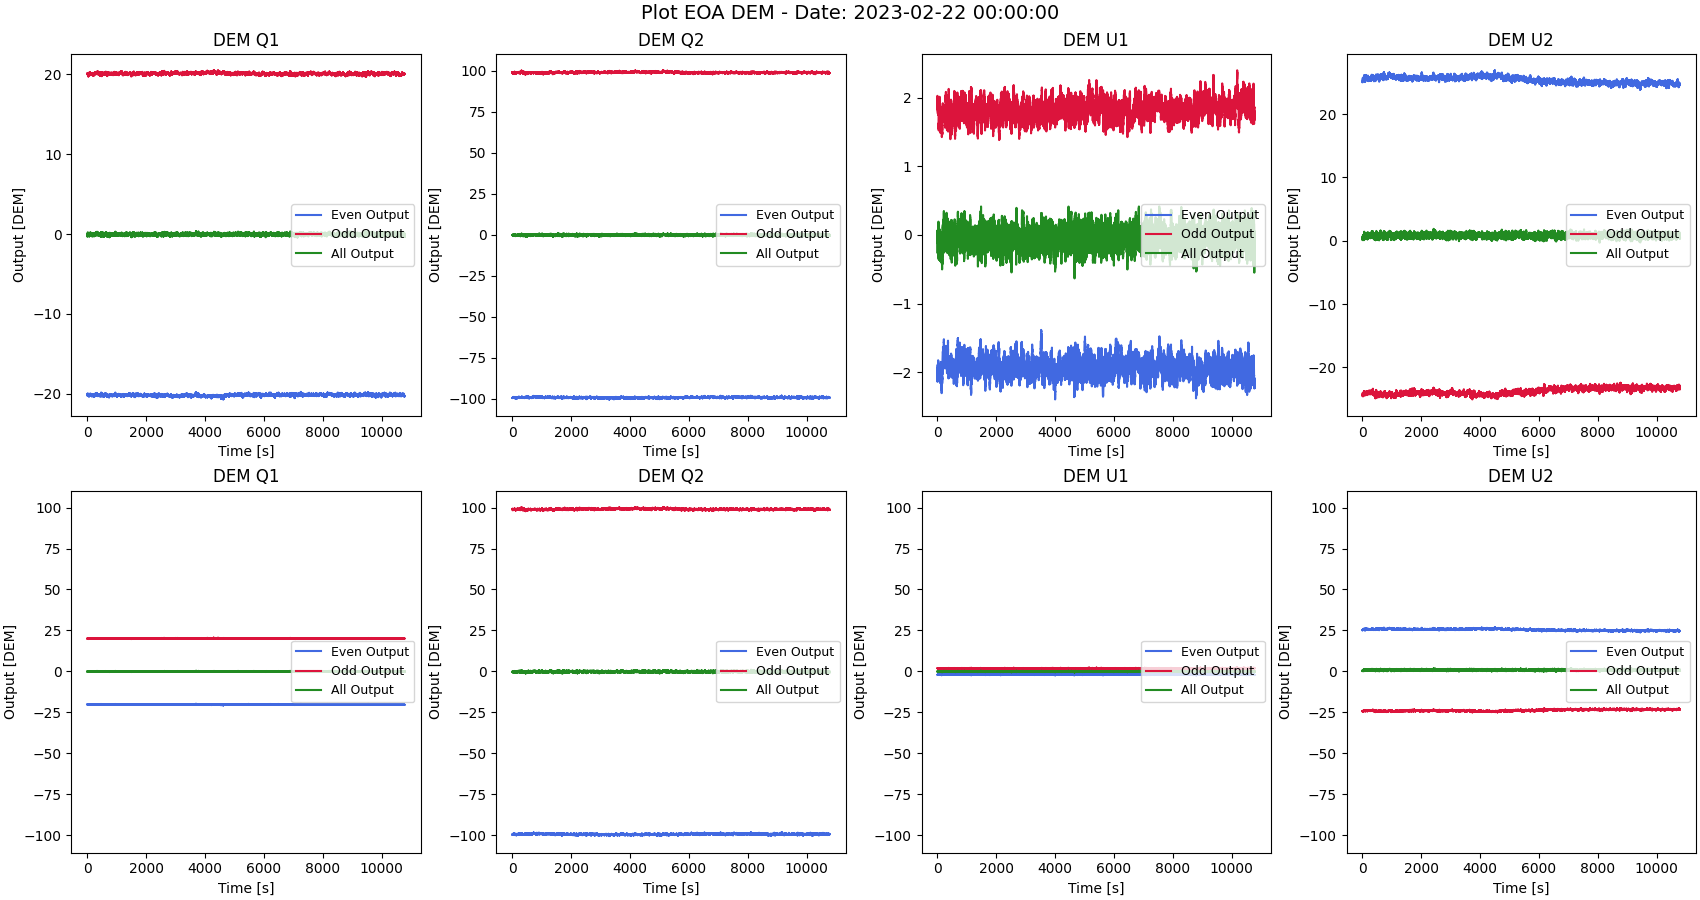 Plot EOA DEM - Date: 2023-02-22 00:00:00
DEM Q1
20
10
0
−10
−20
Output [DEM]
0 2000 4000 6000 8000 10000
Time [s]
Even Output
Odd Output
All Output
DEM Q2
100
75
50
25
0
−25
−50
−75
−100
Output [DEM]
0 2000 4000 6000 8000 10000
Time [s]
Even Output
Odd Output
All Output
DEM U1
2
1
0
−1
−2
Output [DEM]
0 2000 4000 6000 8000 10000
Time [s]
Even Output
Odd Output
All Output
DEM U2
20
10
0
−10
−20
Output [DEM]
0 2000 4000 6000 8000 10000
Time [s]
Even Output
Odd Output
All Output
DEM Q1
100
75
50
25
0
−25
−50
−75
−100
Output [DEM]
0 2000 4000 6000 8000 10000
Time [s]
Even Output
Odd Output
All Output
DEM Q2
100
75
50
25
0
−25
−50
−75
−100
Output [DEM]
0 2000 4000 6000 8000 10000
Time [s]
Even Output
Odd Output
All Output
DEM U1
100
75
50
25
0
−25
−50
−75
−100
Output [DEM]
0 2000 4000 6000 8000 10000
Time [s]
Even Output
Odd Output
All Output
DEM U2
100
75
50
25
0
−25
−50
−75
−100
Output [DEM]
0 2000 4000 6000 8000 10000
Time [s]
Even Output
Odd Output
All Output